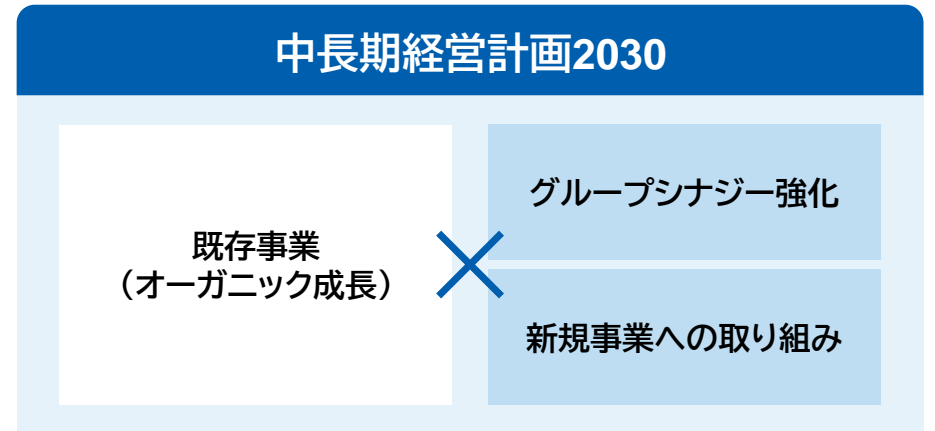 中長期経営計画2030
既存事業
（オーガニック成長）
グループシナジー強化
新規事業への取り組み